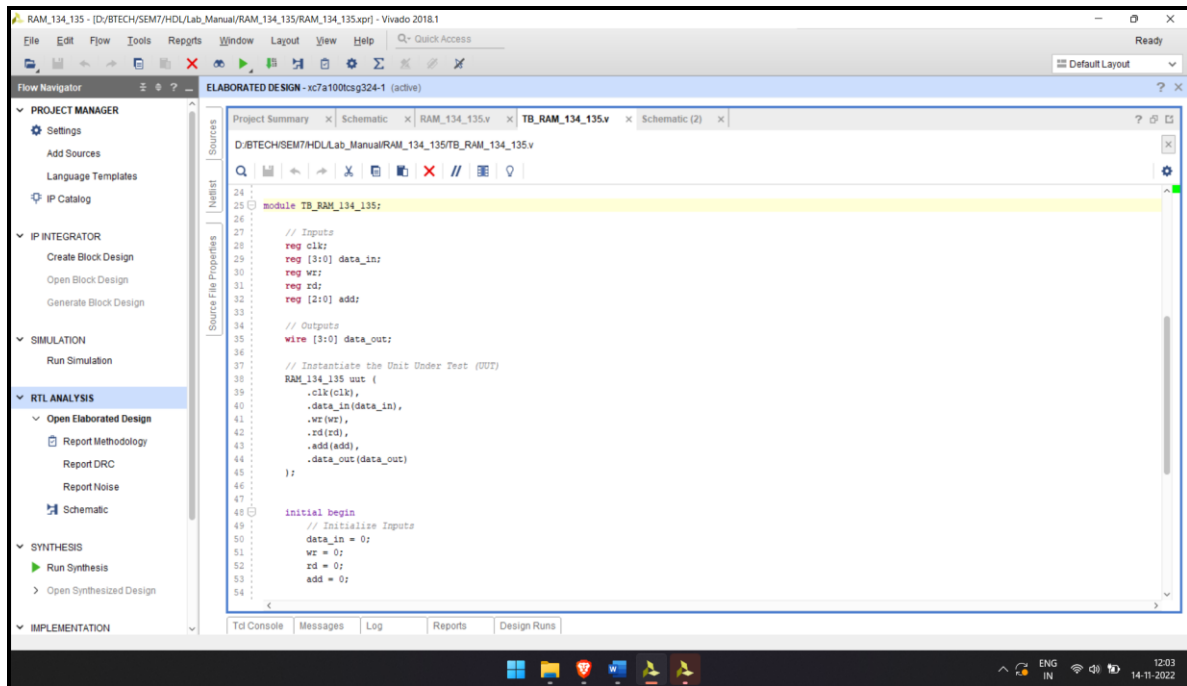 RAM_134_135 - [D:/BTECH/SEM7/HDL/Lab_Manual/RAM_134_135/RAM_134_135.xpr] - Vivado 2018.1
File Edit Flow Tools Reports Window Layout View Help Quick Access
Ready
Default Layout
Flow Navigator
ELABORATED DESIGN - xc7a100tcsg324-1 (active)
PROJECT MANAGER
Settings
Add Sources
Language Templates
IP Catalog
IP INTEGRATOR
Create Block Design
Open Block Design
Generate Block Design
SIMULATION
Run Simulation
RTL ANALYSIS
Open Elaborated Design
Report Methodology
Report DRC
Report Noise
Schematic
SYNTHESIS
Run Synthesis
Open Synthesized Design
IMPLEMENTATION
Sources
Netlist
Source File Properties
Project Summary Schematic RAM_134_135.v TB_RAM_134_135.v Schematic (2)
D:/BTECH/SEM7/HDL/Lab_Manual/RAM_134_135/TB_RAM_134_135.v
24
25 module TB_RAM_134_135;
26
27 // Inputs
28 reg clk;
29 reg [3:0] data_in;
30 reg wr;
31 reg rd;
32 reg [2:0] add;
33
34 // Outputs
35 wire [3:0] data_out;
36
37 // Instantiate the Unit Under Test (UUT)
38 RAM_134_135 uut (
39 .clk(clk),
40 .data_in(data_in),
41 .wr(wr),
42 .rd(rd),
43 .add(add),
44 .data_out(data_out)
45 );
46
47
48 initial begin
49 // Initialize Inputs
50 data_in = 0;
51 wr = 0;
52 rd = 0;
53 add = 0;
54
Tcl Console Messages Log Reports Design Runs
ENG
IN
12:03
14-11-2022